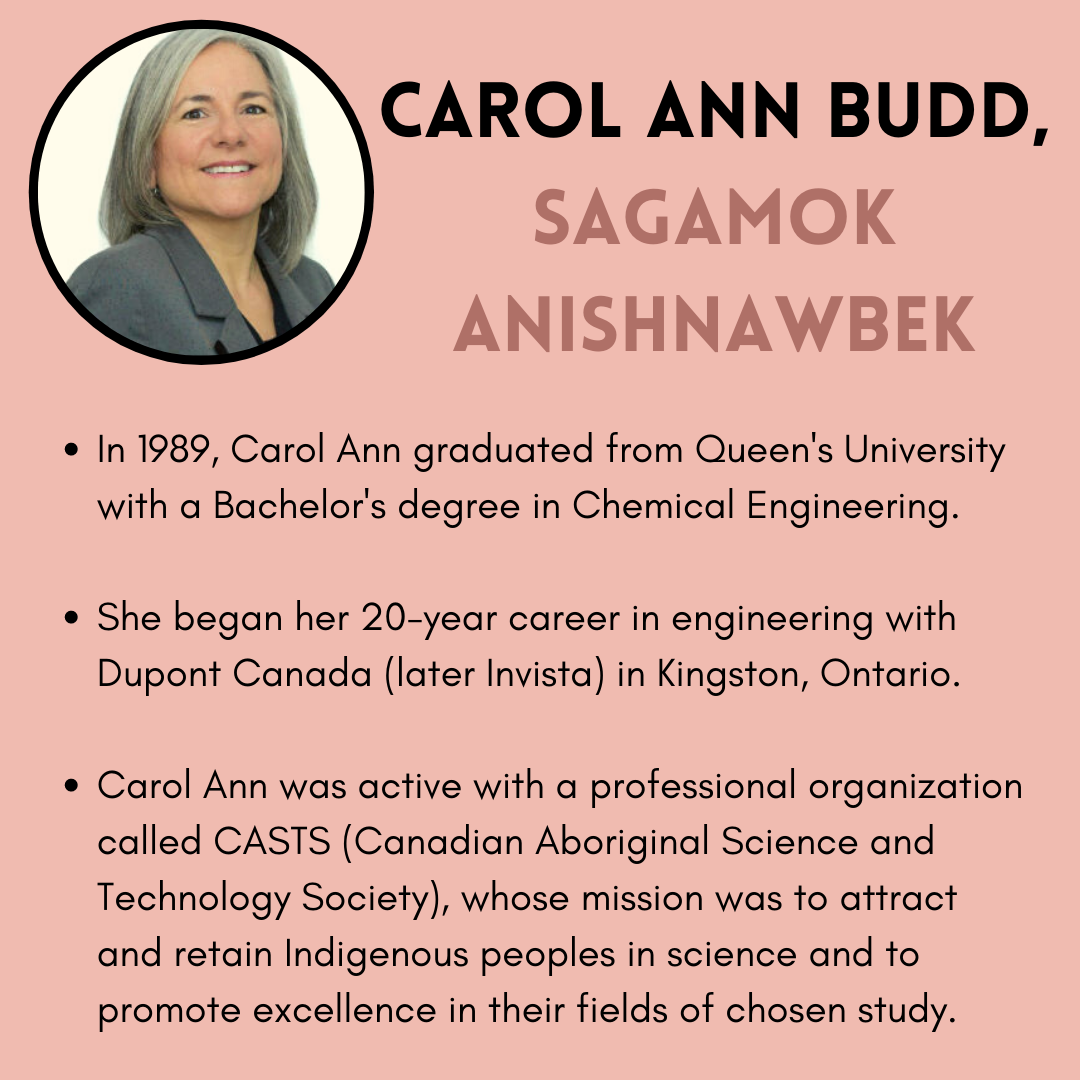 CAROL ANN BUDD,
SAGAMOK
ANISHNAWBEK
• In 1989, Carol Ann graduated from Queen's University
with a Bachelor's degree in Chemical Engineering.
• She began her 20-year career in engineering with
Dupont Canada (later Invista) in Kingston, Ontario.
• Carol Ann was active with a professional organization
called CASTS (Canadian Aboriginal Science and
Technology Society), whose mission was to attract
and retain Indigenous peoples in science and to
promote excellence in their fields of chosen study.